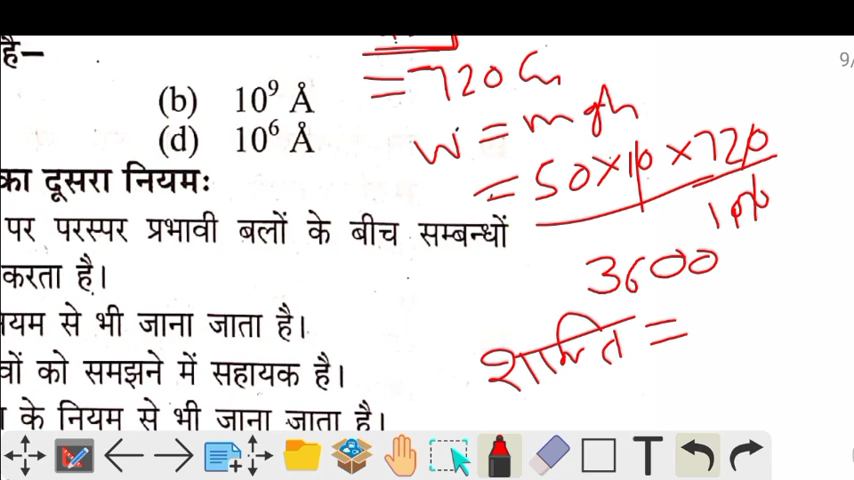 है—
= 720 cm
9/
(b) 10⁹ Å
W = mgh
(d) 10⁶ Å
= 50×10×720
100
का दूसरा नियमः
पर परस्पर प्रभावी बलों के बीच सम्बन्धों
3600
करता है।
यम से भी जाना जाता है।
शक्ति =
वों को समझने में सहायक है।
के नियम से भी जाना जाता है।
T